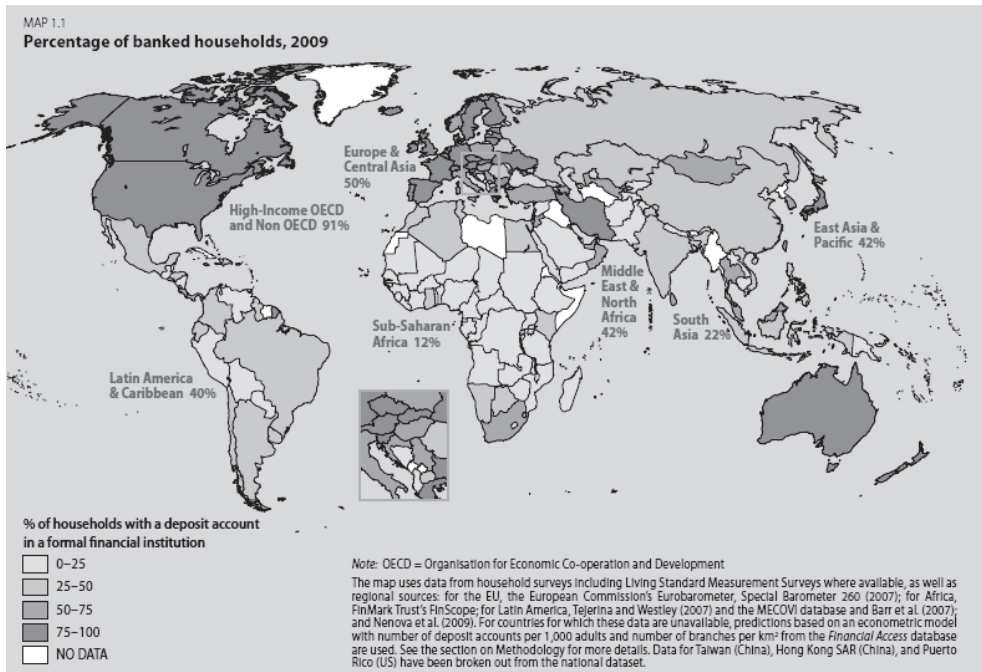 MAP 1.1
Percentage of banked households, 2009
Europe &
Central Asia
50%
High-Income OECD
and Non OECD 91%
East Asia &
Pacific 42%
Middle
East &
North
Africa
42%
Sub-Saharan
Africa 12%
South
Asia 22%
Latin America
& Caribbean 40%
% of households with a deposit account
in a formal financial institution
0–25
25–50
50–75
75–100
NO DATA
Note: OECD = Organisation for Economic Co-operation and Development
The map uses data from household surveys including Living Standard Measurement Surveys where available, as well as
regional sources: for the EU, the European Commission's Eurobarometer, Special Barometer 260 (2007); for Africa,
FinMark Trust's FinScope; for Latin America, Tejerina and Westley (2007) and the MECOVI database and Barr et al. (2007);
and Nenova et al. (2009). For countries for which these data are unavailable, predictions based on an econometric model
with number of deposit accounts per 1,000 adults and number of branches per km² from the Financial Access database
are used. See the section on Methodology for more details. Data for Taiwan (China), Hong Kong SAR (China), and Puerto
Rico (US) have been broken out from the national dataset.